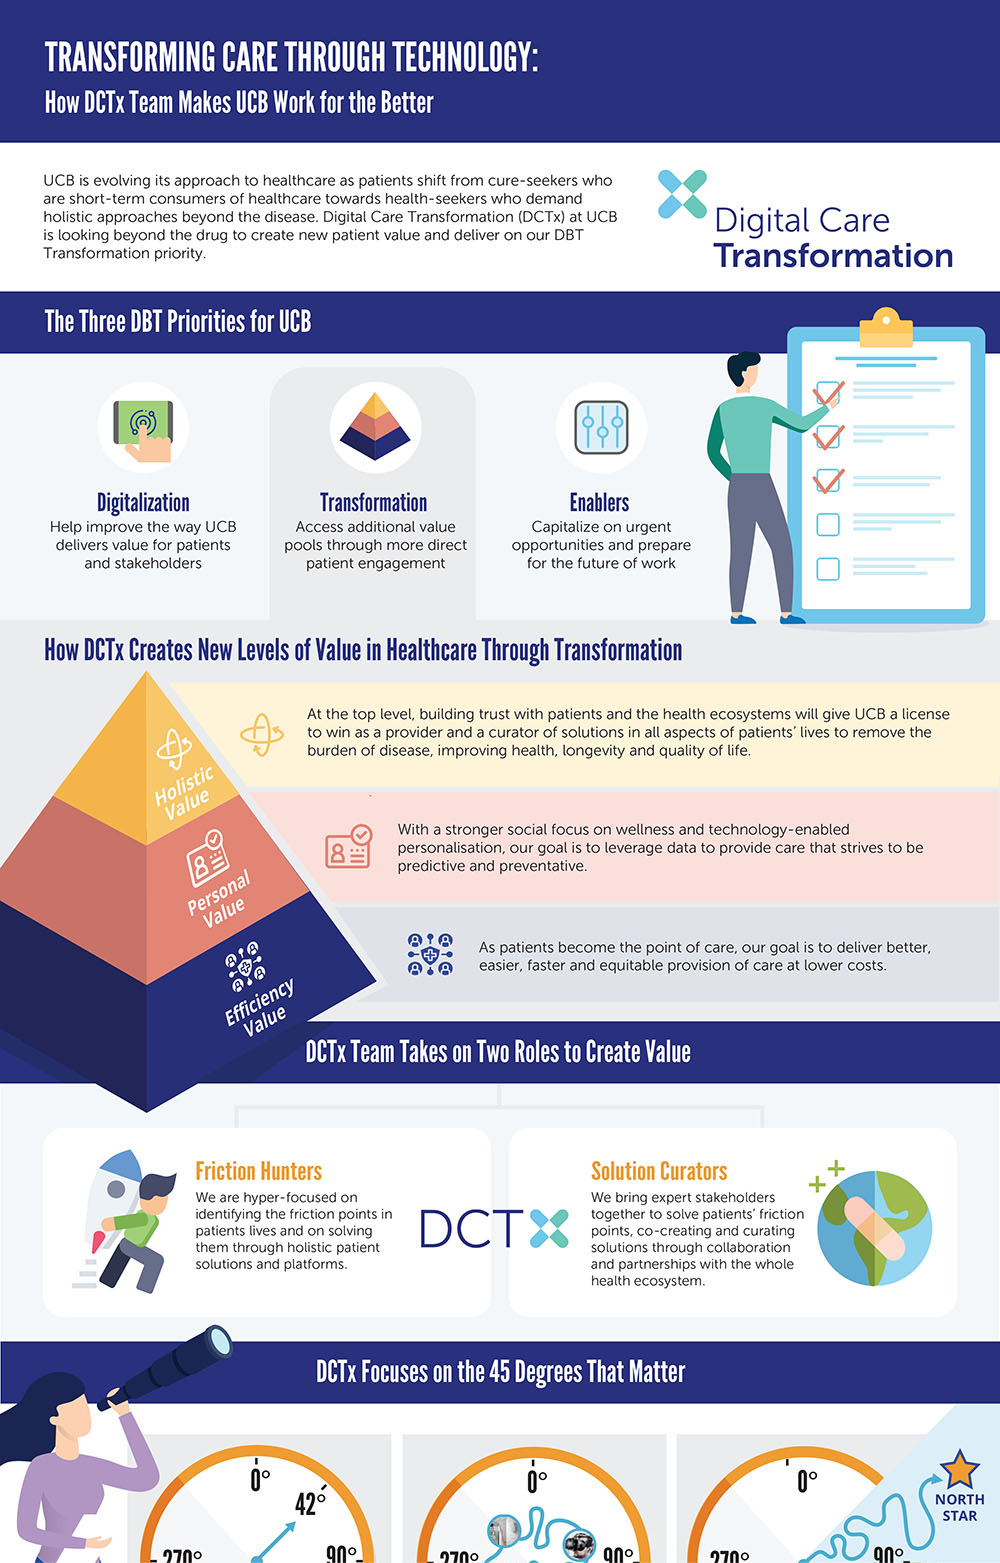 TRANSFORMING CARE THROUGH TECHNOLOGY:
How DCTx Team Makes UCB Work for the Better
UCB is evolving its approach to healthcare as patients shift from cure-seekers who
are short-term consumers of healthcare towards health-seekers who demand
holistic approaches beyond the disease. Digital Care Transformation (DCTx) at UCB
is looking beyond the drug to create new patient value and deliver on our DBT
Transformation priority.
Digital Care
Transformation
The Three DBT Priorities for UCB
Digitalization
Help improve the way UCB
delivers value for patients
and stakeholders
Transformation
Access additional value
pools through more direct
patient engagement
Enablers
Capitalize on urgent
opportunities and prepare
for the future of work
How DCTx Creates New Levels of Value in Healthcare Through Transformation
Holistic
Value
At the top level, building trust with patients and the health ecosystems will give UCB a license
to win as a provider and a curator of solutions in all aspects of patients' lives to remove the
burden of disease, improving health, longevity and quality of life.
Personal
Value
With a stronger social focus on wellness and technology-enabled
personalisation, our goal is to leverage data to provide care that strives to be
predictive and preventative.
Efficiency
Value
As patients become the point of care, our goal is to deliver better,
easier, faster and equitable provision of care at lower costs.
DCTx Team Takes on Two Roles to Create Value
Friction Hunters
We are hyper-focused on
identifying the friction points in
patients lives and on solving
them through holistic patient
solutions and platforms.
DCTX
Solution Curators
We bring expert stakeholders
together to solve patients' friction
points, co-creating and curating
solutions through collaboration
and partnerships with the whole
health ecosystem.
DCTx Focuses on the 45 Degrees That Matter
0°
42°
270°
90°
0°
270°
90°
0°
270°
90°
NORTH
STAR